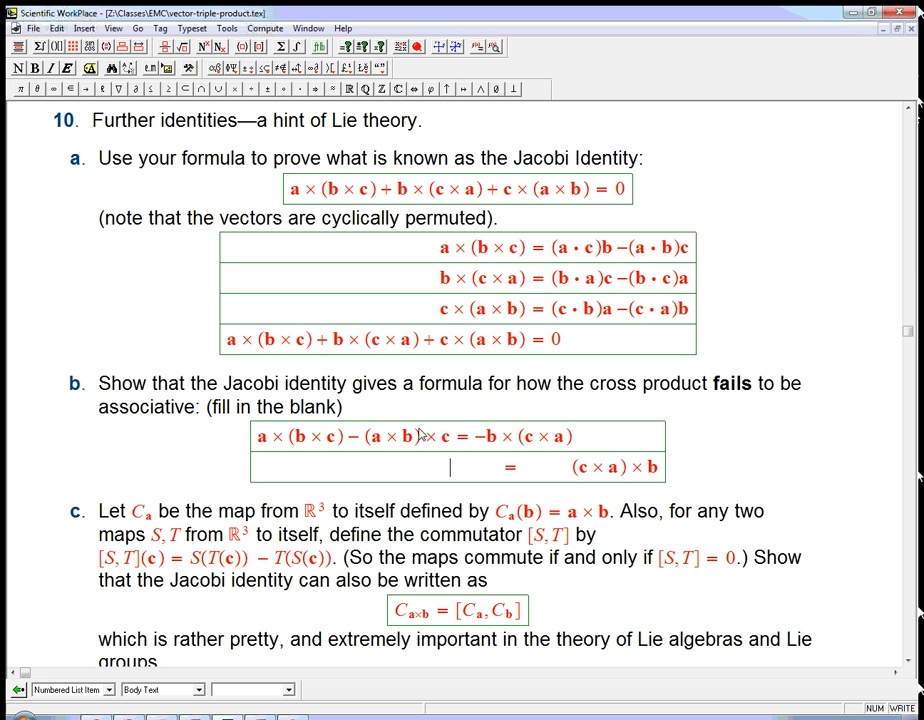 Scientific WorkPlace - [Z:\Classes\EMC\vector-triple-product.tex]
File Edit Insert View Go Tag Typeset Tools Compute Window Help
10. Further identities—a hint of Lie theory.
a. Use your formula to prove what is known as the Jacobi Identity:
a × (b × c) + b × (c × a) + c × (a × b) = 0
(note that the vectors are cyclically permuted).
a × (b × c) = (a • c)b −(a • b)c
b × (c × a) = (b • a)c −(b • c)a
c × (a × b) = (c • b)a −(c • a)b
a × (b × c) + b × (c × a) + c × (a × b) = 0
b. Show that the Jacobi identity gives a formula for how the cross product fails to be
associative: (fill in the blank)
a × (b × c) − (a × b) × c = −b × (c × a)
= (c × a) × b
c. Let Cₐ be the map from ℝ³ to itself defined by Cₐ(b) = a × b. Also, for any two
maps S, T from ℝ³ to itself, define the commutator [S, T] by
[S, T](c) = S(T(c)) − T(S(c)). (So the maps commute if and only if [S, T] = 0.) Show
that the Jacobi identity can also be written as
C_{a×b} = [C_a, C_b]
which is rather pretty, and extremely important in the theory of Lie algebras and Lie
groups.
Numbered List Item Body Text
NUM WRITE